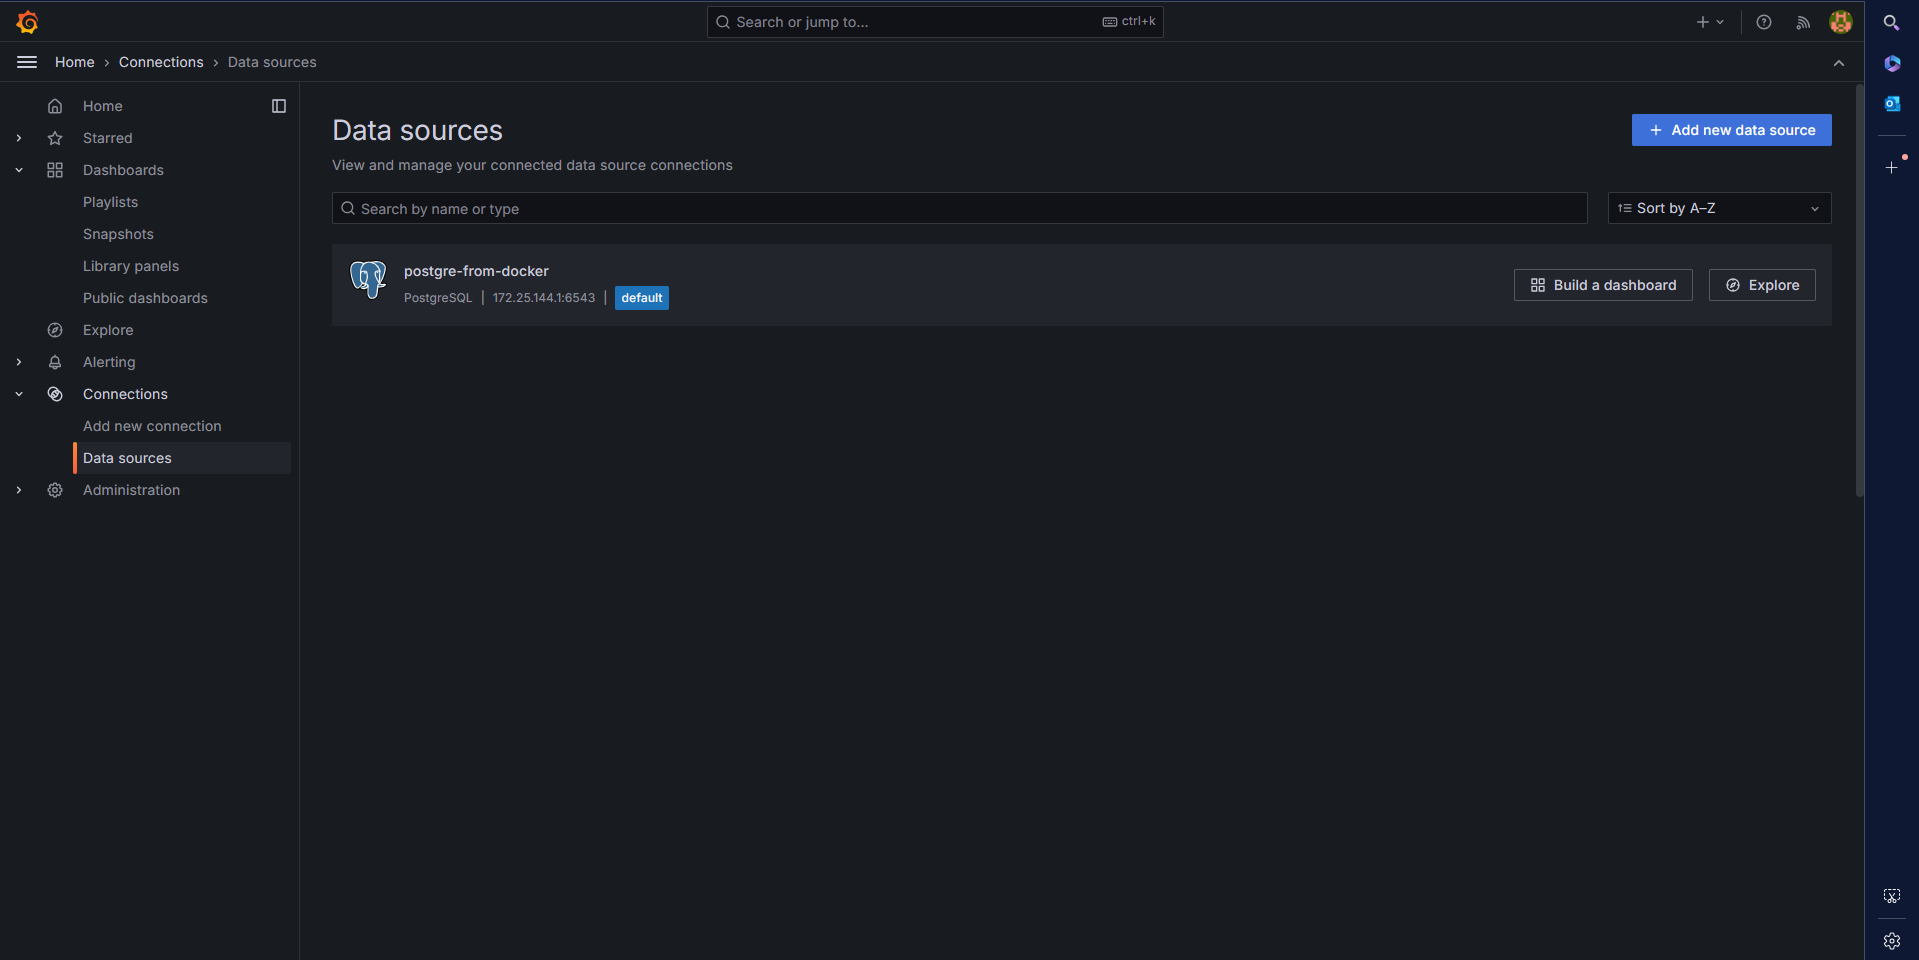 Search or jump to...
ctrl+k
Home › Connections › Data sources
Home
Starred
Dashboards
Playlists
Snapshots
Library panels
Public dashboards
Explore
Alerting
Connections
Add new connection
Data sources
Administration
Data sources
Add new data source
View and manage your connected data source connections
Search by name or type
Sort by A–Z
postgre-from-docker
PostgreSQL | 172.25.144.1:6543 | default
Build a dashboard
Explore